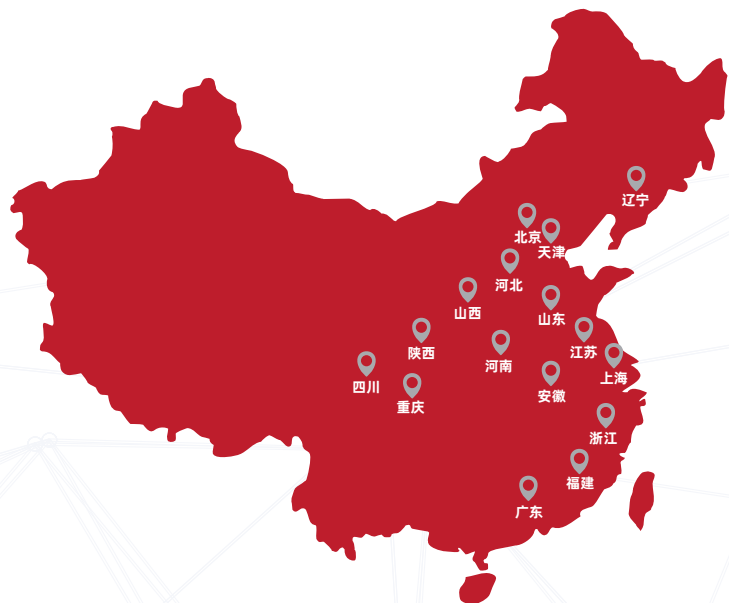 辽宁
北京
天津
河北
山西
山东
江苏
陕西
河南
上海
四川
安徽
重庆
浙江
福建
广东